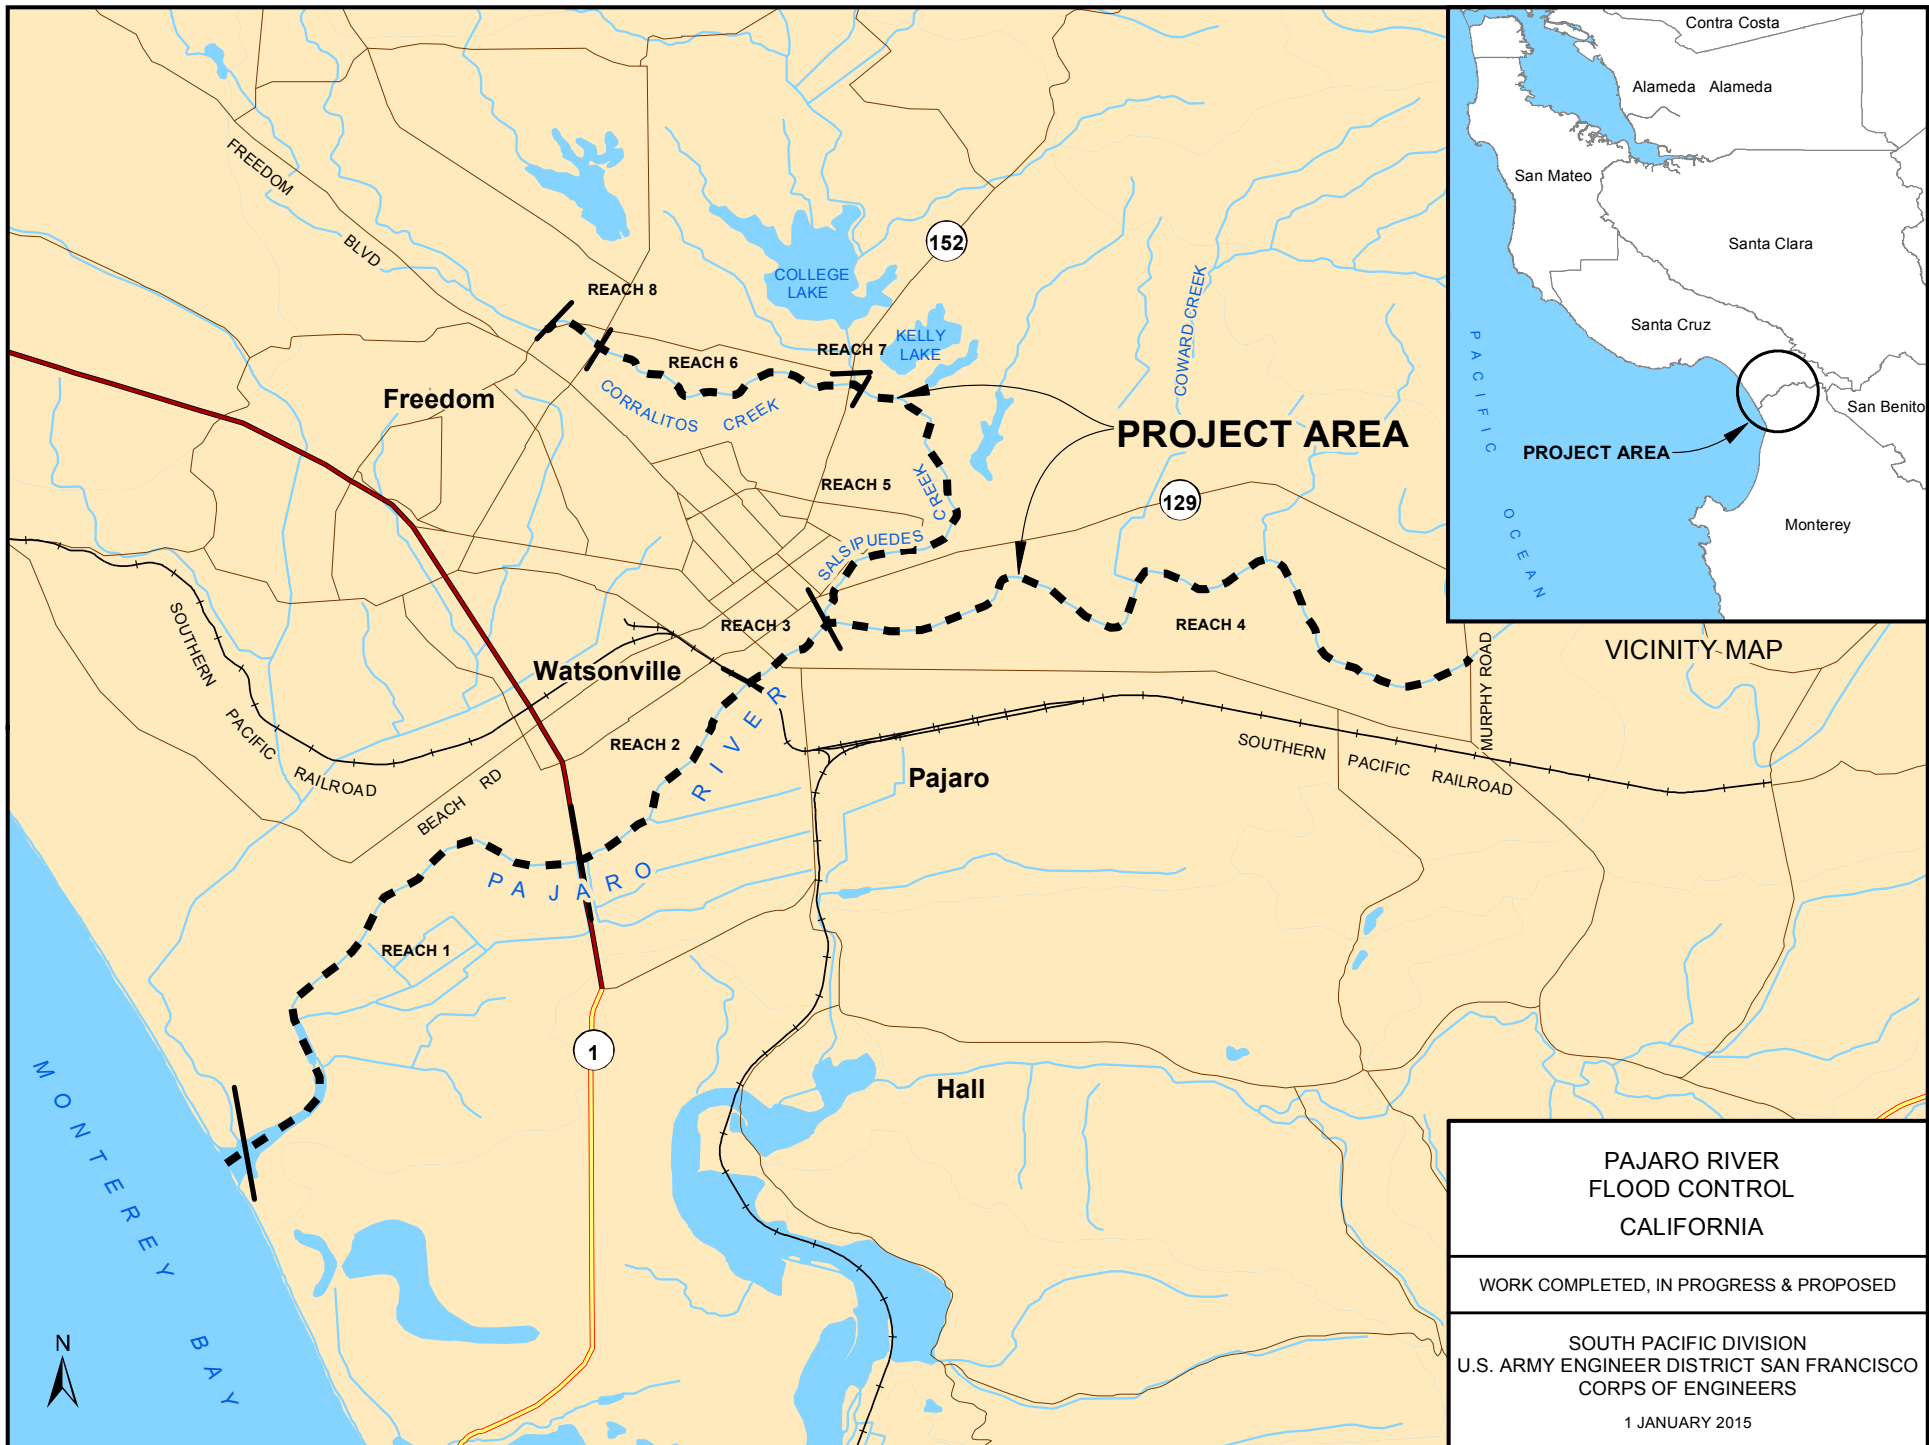 FREEDOM
BLVD
152
COLLEGE
LAKE
KELLY
LAKE
COWARD CREEK
REACH 8
REACH 6
REACH 7
Freedom
CORRALITOS CREEK
PROJECT AREA
REACH 5
SALSIPUEDES CREEK
129
REACH 3
REACH 4
SOUTHERN
PACIFIC
RAILROAD
Watsonville
REACH 2
BEACH RD
PAJARO RIVER
Pajaro
SOUTHERN PACIFIC RAILROAD
MURPHY ROAD
REACH 1
1
Hall
MONTEREY BAY
N
Contra Costa
Alameda Alameda
San Mateo
Santa Clara
Santa Cruz
San Benito
PACIFIC OCEAN
PROJECT AREA
Monterey
VICINITY MAP
PAJARO RIVER
FLOOD CONTROL
CALIFORNIA
WORK COMPLETED, IN PROGRESS & PROPOSED
SOUTH PACIFIC DIVISION
U.S. ARMY ENGINEER DISTRICT SAN FRANCISCO
CORPS OF ENGINEERS
1 JANUARY 2015